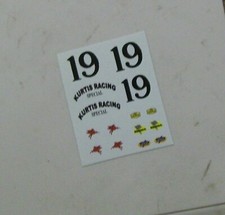 19 19
KURTIS RACING
SPECIAL
19
KURTIS RACING
SPECIAL